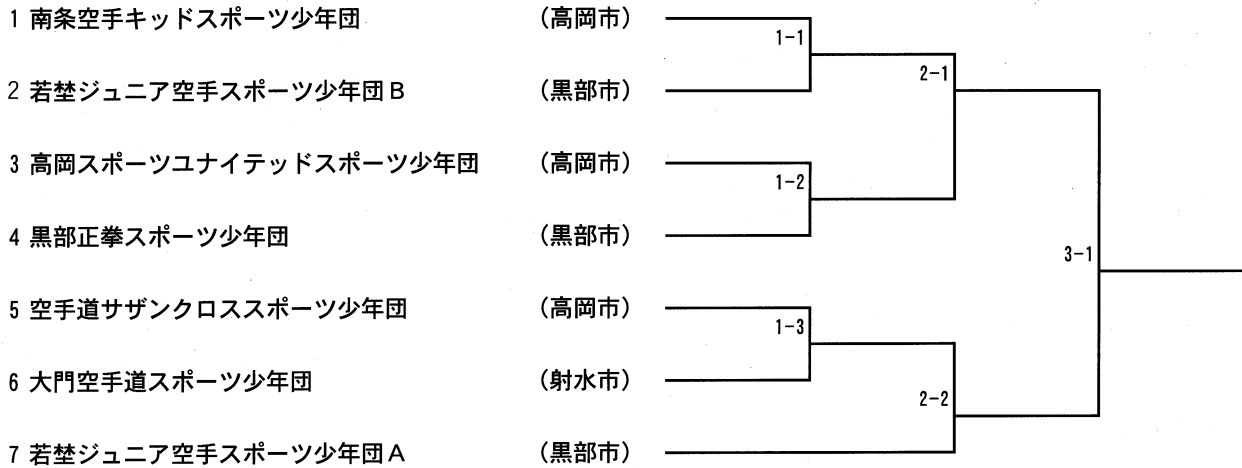 1 南条空手キッドスポーツ少年団 (高岡市)
1-1
2-1
2 若埜ジュニア空手スポーツ少年団B (黒部市)
3 高岡スポーツユナイテッドスポーツ少年団 (高岡市)
1-2
4 黒部正拳スポーツ少年団 (黒部市)
3-1
5 空手道サザンクロススポーツ少年団 (高岡市)
1-3
6 大門空手道スポーツ少年団 (射水市)
2-2
7 若埜ジュニア空手スポーツ少年団A (黒部市)